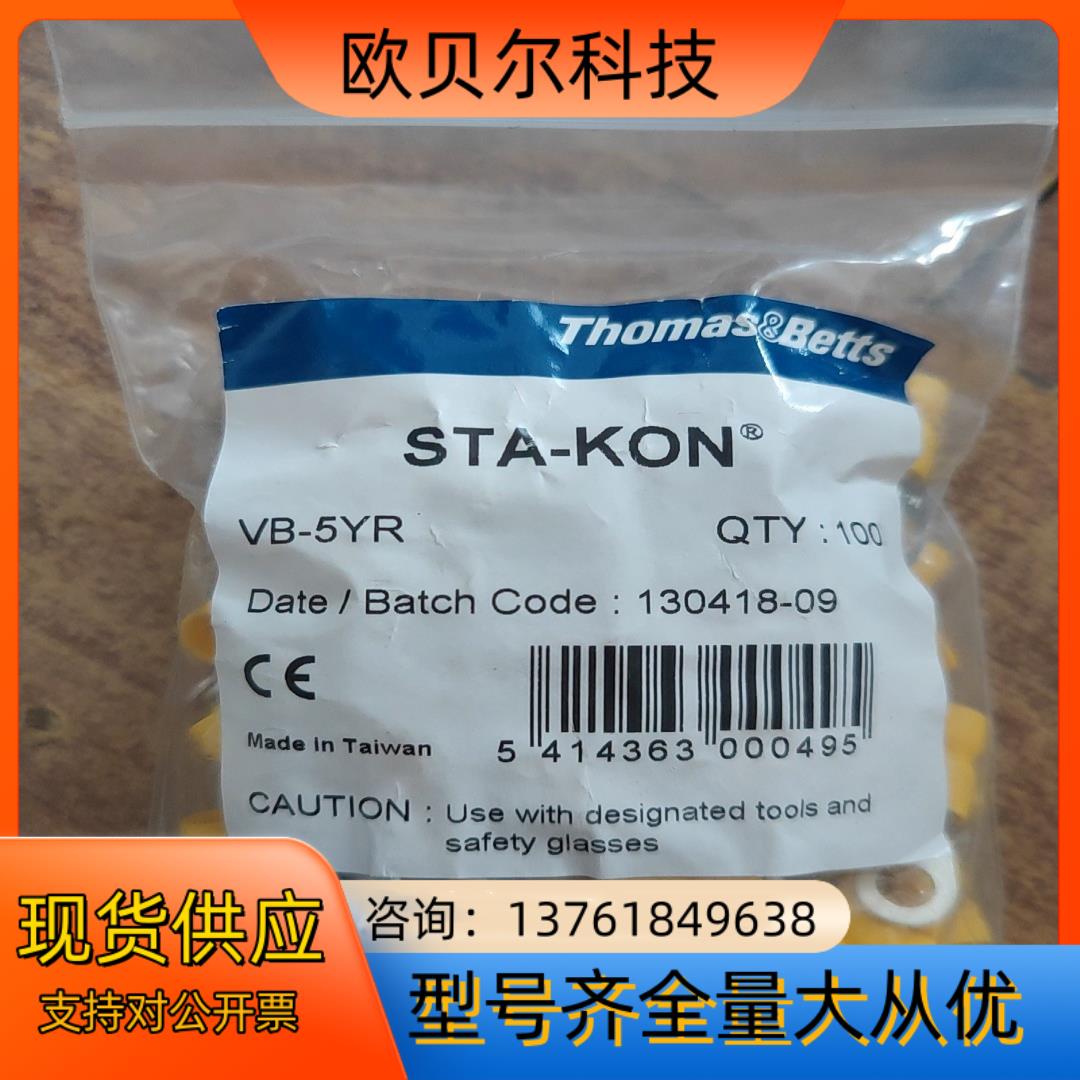 欧贝尔科技
Thomas&Betts
STA-KON®
VB-5YR QTY : 100
Date / Batch Code : 130418-09
CE
Made in Taiwan
5 414363 000495
CAUTION : Use with designated tools and
safety glasses
现货供应
咨询：13761849638
支持对公开票
型号齐全量大从优